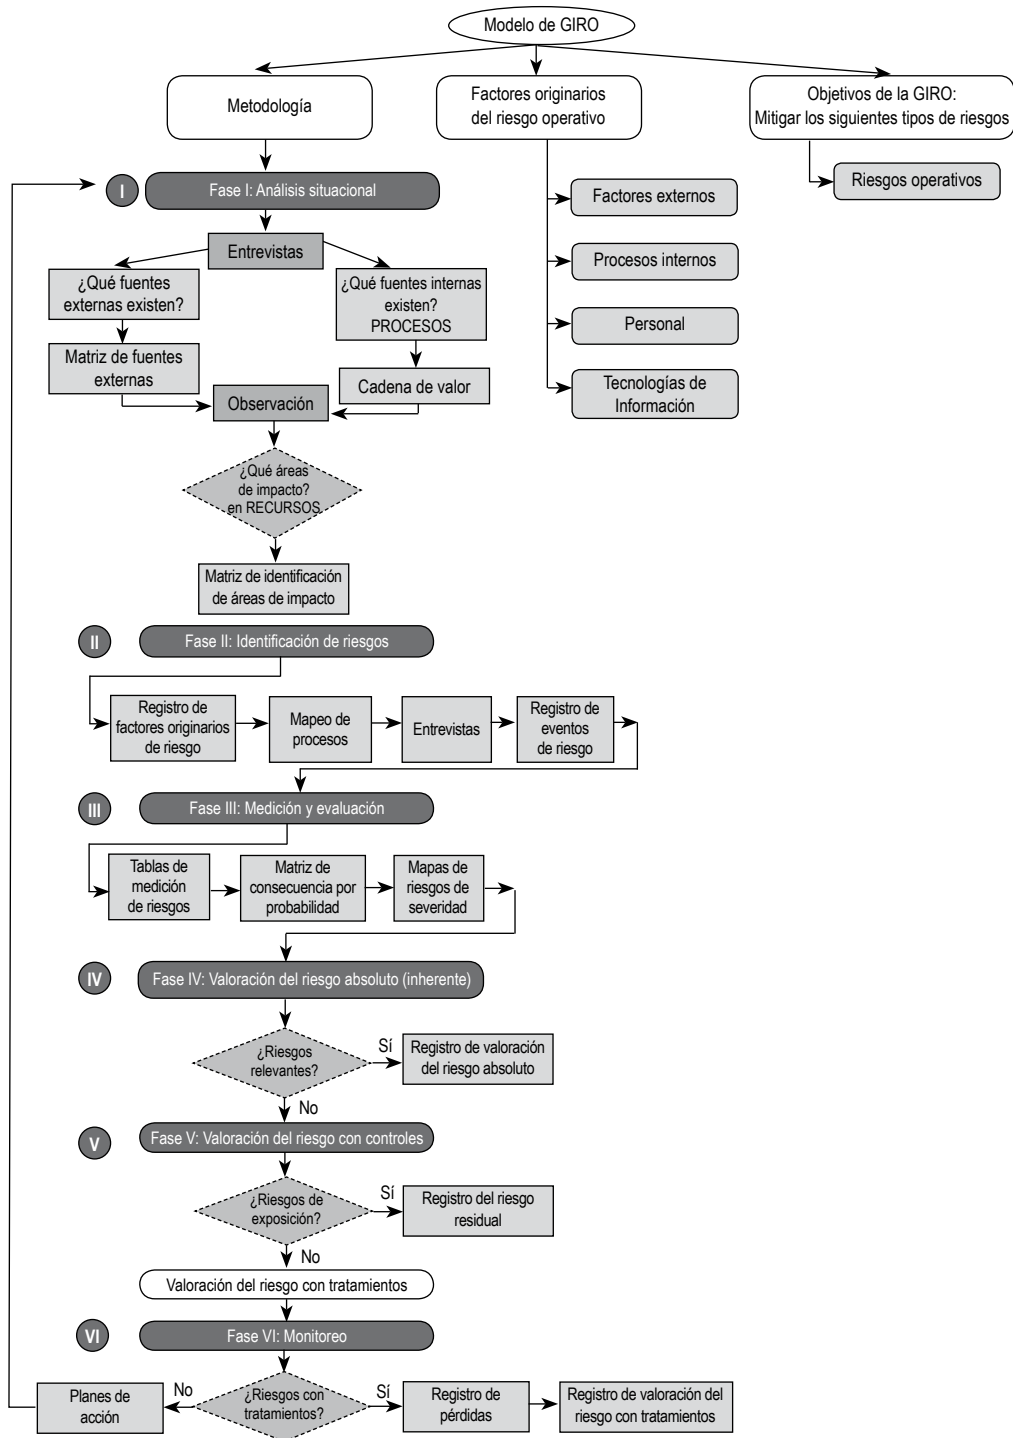 Modelo de GIRO
Metodología
Factores originarios
del riesgo operativo
Objetivos de la GIRO:
Mitigar los siguientes tipos de riesgos
I
Fase I: Análisis situacional
Factores externos
Procesos internos
Personal
Tecnologías de
Información
Riesgos operativos
Entrevistas
¿Qué fuentes
externas existen?
¿Qué fuentes internas
existen?
PROCESOS
Matriz de fuentes
externas
Cadena de valor
Observación
¿Qué áreas
de impacto?
en RECURSOS
Matriz de identificación
de áreas de impacto
II
Fase II: Identificación de riesgos
Registro de
factores originarios
de riesgo
Mapeo de
procesos
Entrevistas
Registro de
eventos
de riesgo
III
Fase III: Medición y evaluación
Tablas de
medición
de riesgos
Matriz de
consecuencia por
probabilidad
Mapas de
riesgos de
severidad
IV
Fase IV: Valoración del riesgo absoluto (inherente)
¿Riesgos
relevantes?
Sí
Registro de valoración
del riesgo absoluto
No
V
Fase V: Valoración del riesgo con controles
¿Riesgos de
exposición?
Sí
Registro del riesgo
residual
No
Valoración del riesgo con tratamientos
VI
Fase VI: Monitoreo
Planes de
acción
No
¿Riesgos con
tratamientos?
Sí
Registro de
pérdidas
Registro de valoración del
riesgo con tratamientos